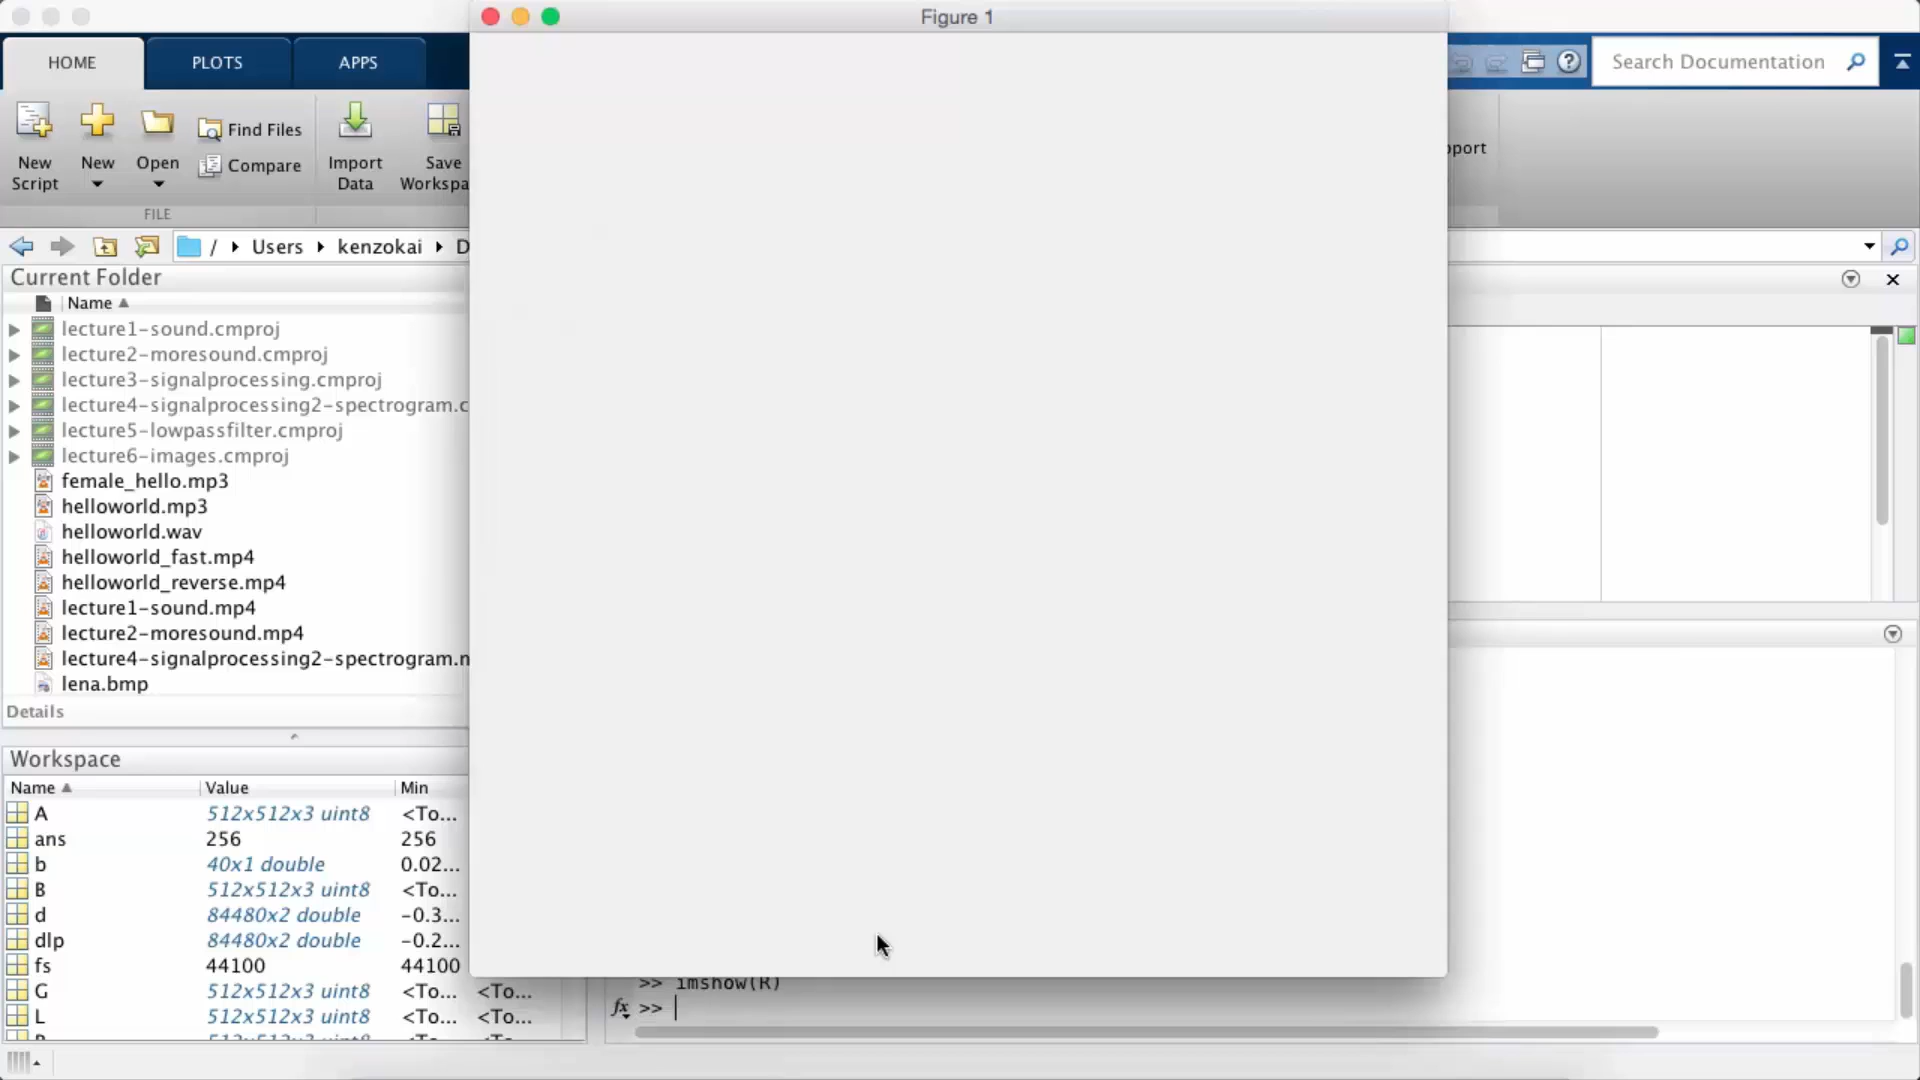 Figure 1
HOME PLOTS APPS
Search Documentation
New Script
New
Open
Find Files
Compare
Import Data
Save Workspa
pport
FILE
/ Users kenzokai D
Current Folder
Name
lecture1-sound.cmproj
lecture2-moresound.cmproj
lecture3-signalprocessing.cmproj
lecture4-signalprocessing2-spectrogram.c
lecture5-lowpassfilter.cmproj
lecture6-images.cmproj
female_hello.mp3
helloworld.mp3
helloworld.wav
helloworld_fast.mp4
helloworld_reverse.mp4
lecture1-sound.mp4
lecture2-moresound.mp4
lecture4-signalprocessing2-spectrogram.m
lena.bmp
Details
Workspace
Name Value Min
A 512x512x3 uint8 <To...
ans 256 256
b 40x1 double 0.02...
B 512x512x3 uint8 <To...
d 84480x2 double -0.3...
dlp 84480x2 double -0.2...
fs 44100 44100
G 512x512x3 uint8 <To... <To...
L 512x512x3 uint8 <To... <To...
>> imshow(R)
fx >>